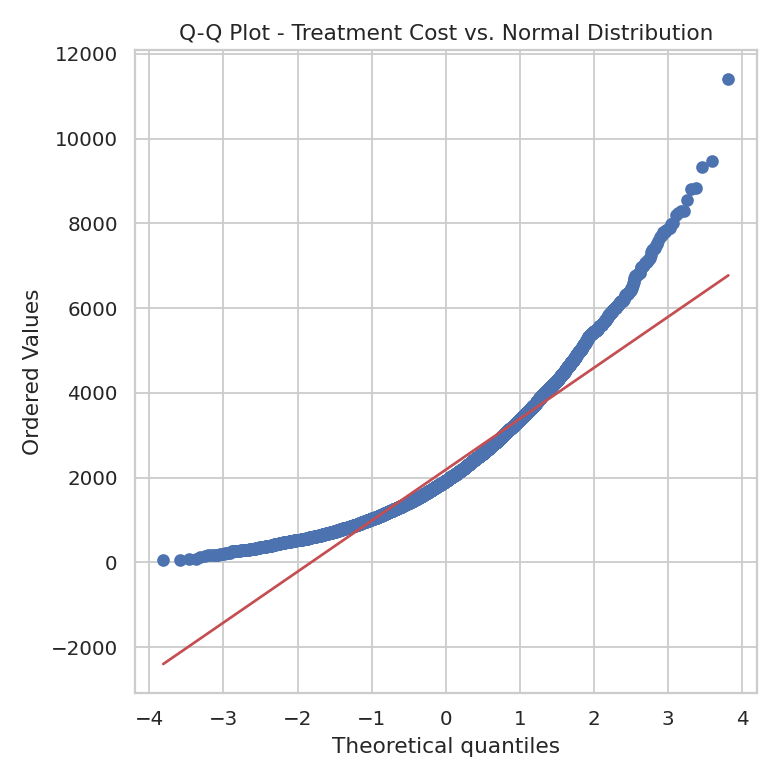 Q-Q Plot - Treatment Cost vs. Normal Distribution
12000
10000
8000
6000
4000
2000
0
−2000
Ordered Values
−4 −3 −2 −1 0 1 2 3 4
Theoretical quantiles